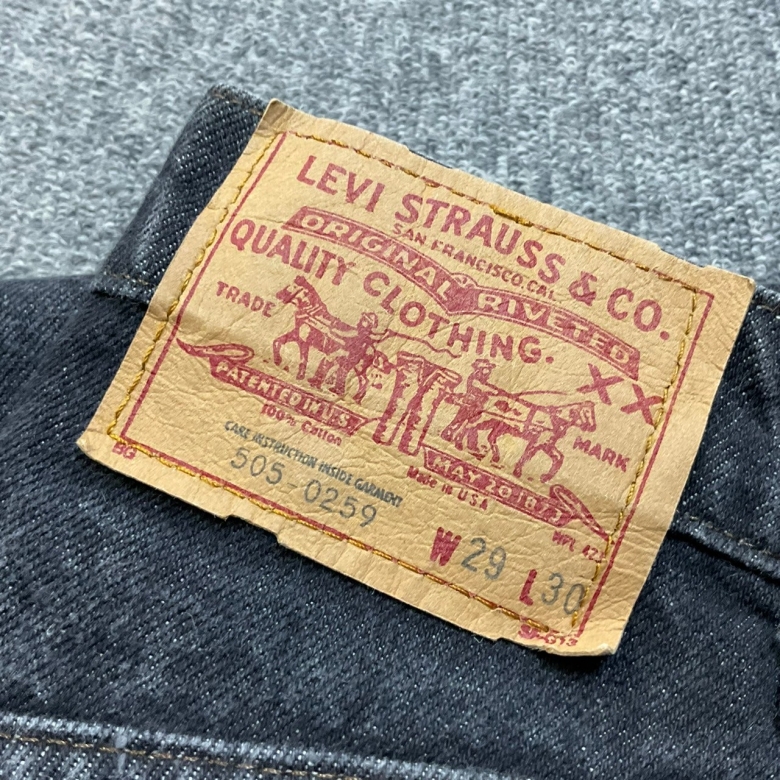 LEVI STRAUSS & CO.
SAN FRANCISCO, CAL.
ORIGINAL RIVETED
QUALITY CLOTHING.
XX
TRADE MARK
PATENTED IN U.S. MAY 20 1873
100% Cotton
Made in U.S.A
CARE INSTRUCTION INSIDE GARMENT
505-0259
BG
W 29 L 30